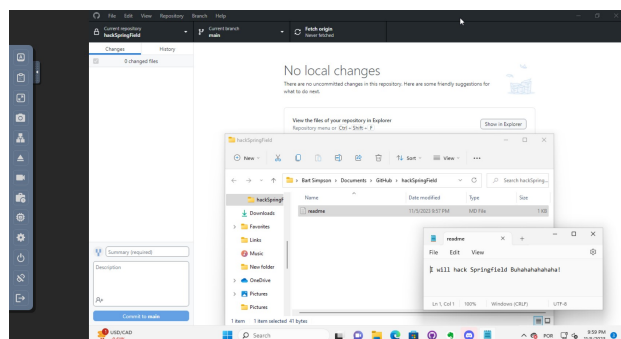 File Edit View Repository Branch Help
Current repository
hackSpringField
Current branch
main
Fetch origin
Never fetched
Changes
History
0 changed files
No local changes
There are no uncommitted changes in this repository. Here are some friendly suggestions for
what to do next.
View the files of your repository in Explorer
Repository menu or Ctrl + Shift + F
Show in Explorer
hackSpringField
New
Sort
View
Bart Simpson > Documents > GitHub > hackSpringField
Search hackSpring...
hackSpringF
Downloads
Favorites
Links
Music
New folder
OneDrive
Pictures
Pictures
Name
Date modified
Type
Size
readme
MD File
1 KB
1 item
1 item selected 41 bytes
readme
File Edit View
I will hack Springfield Buhahahahahaha!
Ln 1, Col 1
100%
Windows (CRLF)
UTF-8
Summary (required)
Description
Commit to main
USD/CAD
Search
POR
8:59 PM